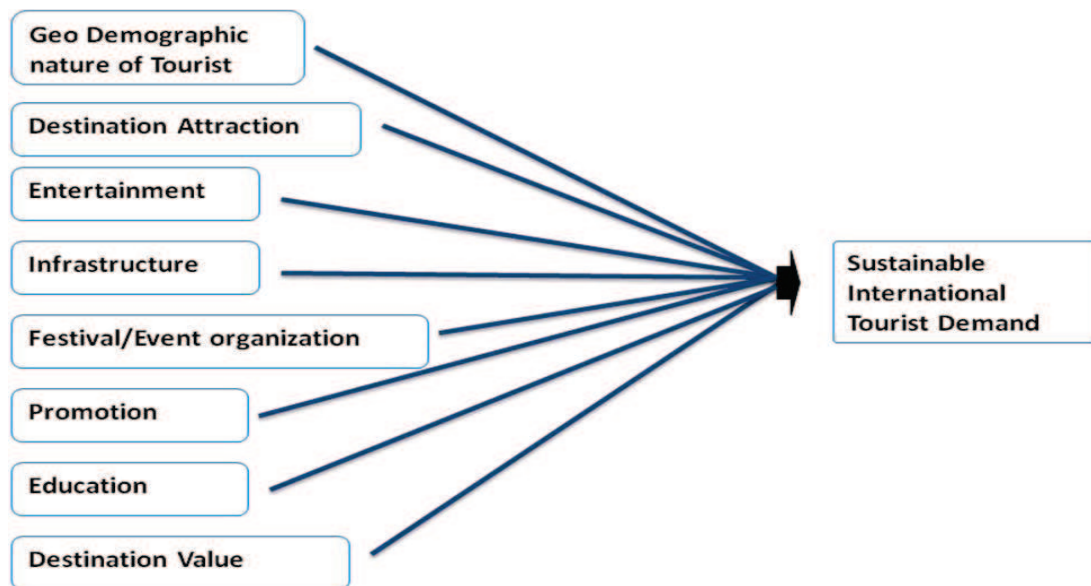 Geo Demographic
nature of Tourist
Destination Attraction
Entertainment
Infrastructure
Festival/Event organization
Promotion
Education
Destination Value
Sustainable
International
Tourist Demand